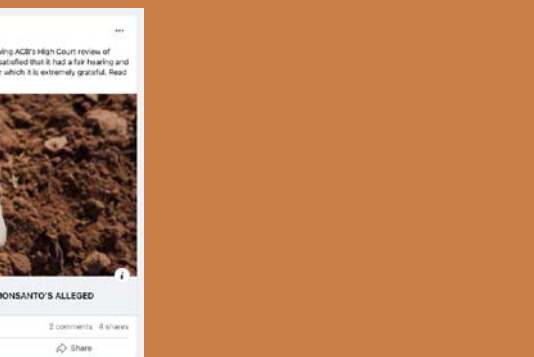 ...
ving ACB's High Court review of
satisfied that it had a fair hearing and
r which it is extremely grateful. Read
i
MONSANTO'S ALLEGED
2 comments 4 shares
Share